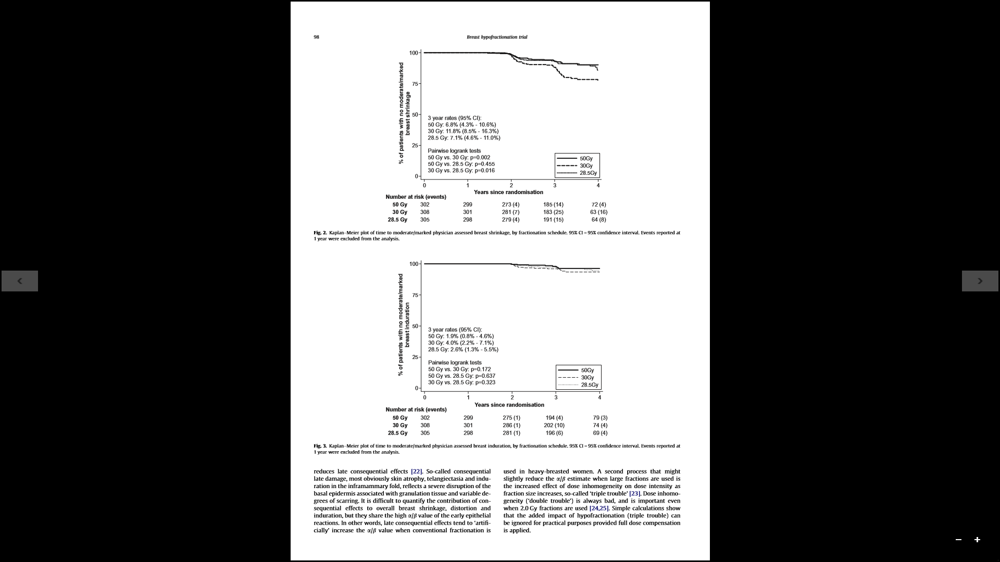 98
Breast hypofractionation trial
100
75
50
25
0
% of patients with no moderate/marked
breast shrinkage
3 year rates (95% CI):
50 Gy: 6.8% (4.3% - 10.6%)
30 Gy: 11.8% (8.5% - 16.3%)
28.5 Gy: 7.1% (4.6% - 11.0%)
Pairwise logrank tests
50 Gy vs. 30 Gy: p=0.002
50 Gy vs. 28.5 Gy: p=0.455
30 Gy vs. 28.5 Gy: p=0.016
50Gy
30Gy
28.5Gy
0 1 2 3 4
Years since randomisation
Number at risk (events)
50 Gy 302 299 273 (4) 185 (14) 72 (4)
30 Gy 308 301 281 (7) 183 (25) 63 (16)
28.5 Gy 305 298 279 (4) 191 (15) 64 (8)
Fig. 2. Kaplan–Meier plot of time to moderate/marked physician assessed breast shrinkage, by fractionation schedule. 95% CI = 95% confidence interval. Events reported at
1 year were excluded from the analysis.
100
75
50
25
0
% of patients with no moderate/marked
breast induration
3 year rates (95% CI):
50 Gy: 1.9% (0.8% - 4.6%)
30 Gy: 4.0% (2.2% - 7.1%)
28.5 Gy: 2.6% (1.3% - 5.5%)
Pairwise logrank tests
50 Gy vs. 30 Gy: p=0.172
50 Gy vs. 28.5 Gy: p=0.637
30 Gy vs. 28.5 Gy: p=0.323
50Gy
30Gy
28.5Gy
0 1 2 3 4
Years since randomisation
Number at risk (events)
50 Gy 302 299 275 (1) 194 (4) 79 (3)
30 Gy 308 301 286 (1) 202 (10) 74 (4)
28.5 Gy 305 298 281 (1) 196 (6) 69 (4)
Fig. 3. Kaplan–Meier plot of time to moderate/marked physician assessed breast induration, by fractionation schedule. 95% CI = 95% confidence interval. Events reported at
1 year were excluded from the analysis.
reduces late consequential effects [22]. So-called consequential
late damage, most obviously skin atrophy, telangiectasia and indu-
ration in the inframammary fold, reflects a severe disruption of the
basal epidermis associated with granulation tissue and variable de-
grees of scarring. It is difficult to quantify the contribution of con-
sequential effects to overall breast shrinkage, distortion and
induration, but they share the high α/β value of the early epithelial
reactions. In other words, late consequential effects tend to ‘artifi-
cially’ increase the α/β value when conventional fractionation is
used in heavy-breasted women. A second process that might
slightly reduce the α/β estimate when large fractions are used is
the increased effect of dose inhomogeneity on dose intensity as
fraction size increases, so-called ‘triple trouble’ [23]. Dose inhomo-
geneity (‘double trouble’) is always bad, and is important even
when 2.0 Gy fractions are used [24,25]. Simple calculations show
that the added impact of hypofractionation (triple trouble) can
be ignored for practical purposes provided full dose compensation
is applied.